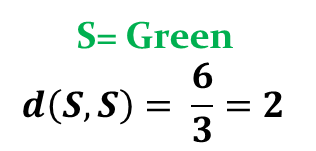 S= Green
d(S,S) = 6/3 = 2